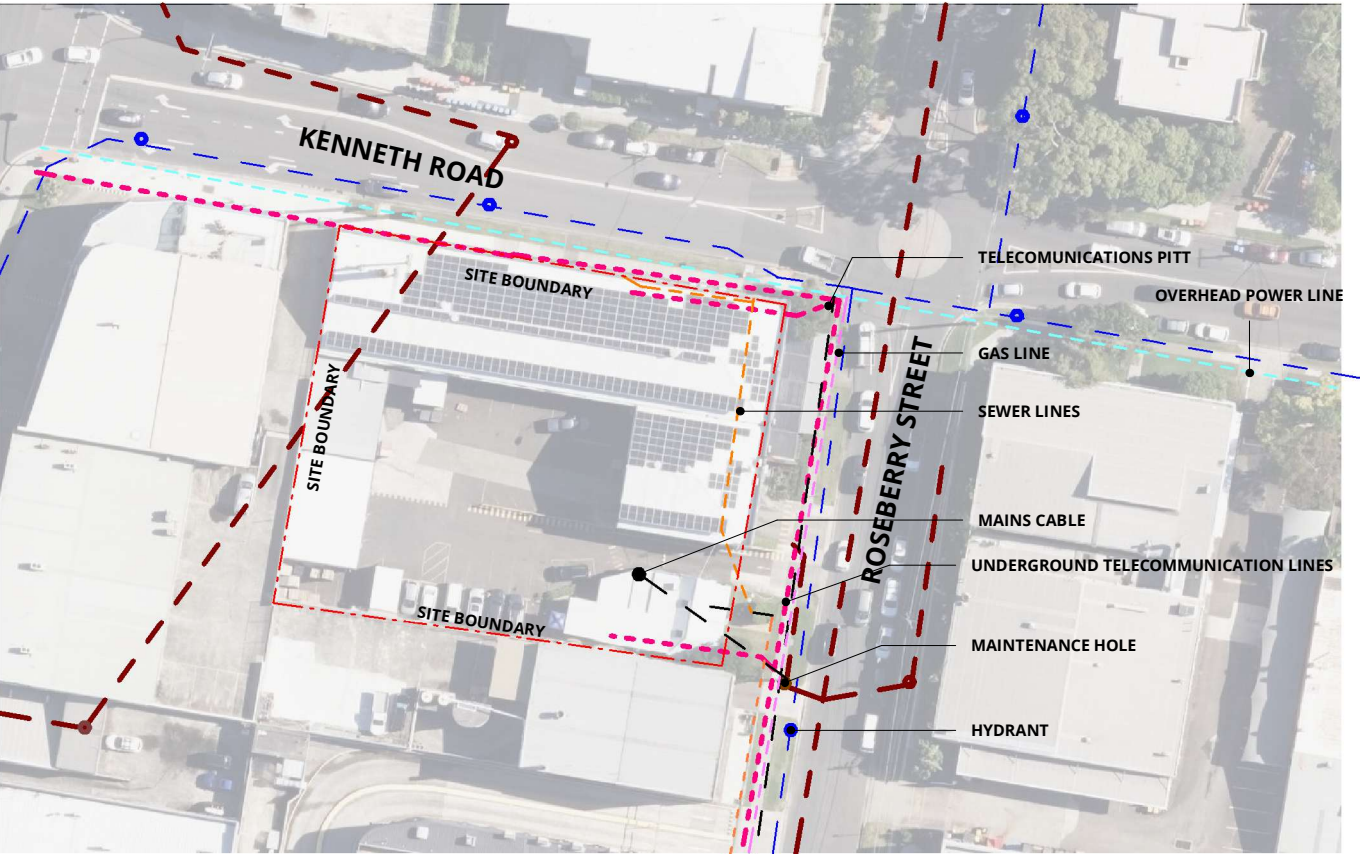 KENNETH ROAD
TELECOMUNICATIONS PITT
SITE BOUNDARY
OVERHEAD POWER LINE
GAS LINE
SITE BOUNDARY
ROSEBERRY STREET
SEWER LINES
MAINS CABLE
UNDERGROUND TELECOMMUNICATION LINES
SITE BOUNDARY
MAINTENANCE HOLE
HYDRANT